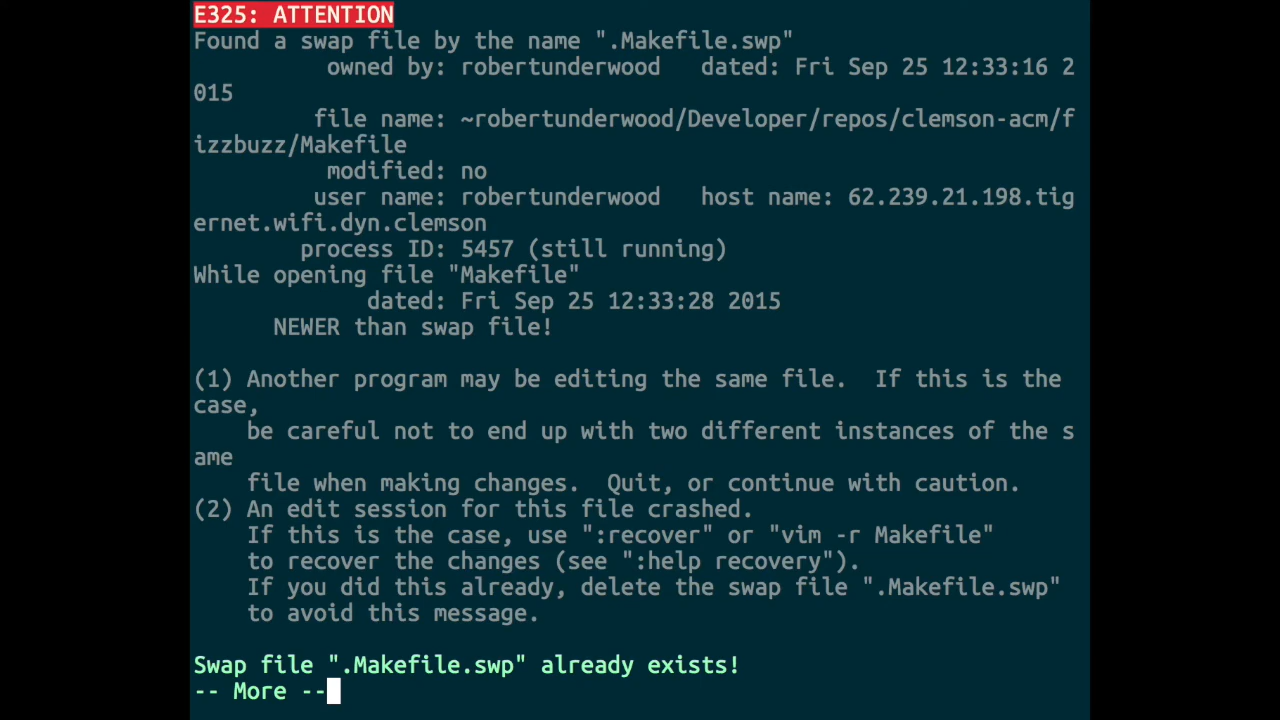 E325: ATTENTION
Found a swap file by the name ".Makefile.swp"
owned by: robertunderwood   dated: Fri Sep 25 12:33:16 2
015
file name: ~robertunderwood/Developer/repos/clemson-acm/f
izzbuzz/Makefile
modified: no
user name: robertunderwood   host name: 62.239.21.198.tig
ernet.wifi.dyn.clemson
process ID: 5457 (still running)
While opening file "Makefile"
dated: Fri Sep 25 12:33:28 2015
NEWER than swap file!
(1) Another program may be editing the same file.  If this is the
case,
be careful not to end up with two different instances of the s
ame
file when making changes.  Quit, or continue with caution.
(2) An edit session for this file crashed.
If this is the case, use ":recover" or "vim -r Makefile"
to recover the changes (see ":help recovery").
If you did this already, delete the swap file ".Makefile.swp"
to avoid this message.
Swap file ".Makefile.swp" already exists!
-- More --